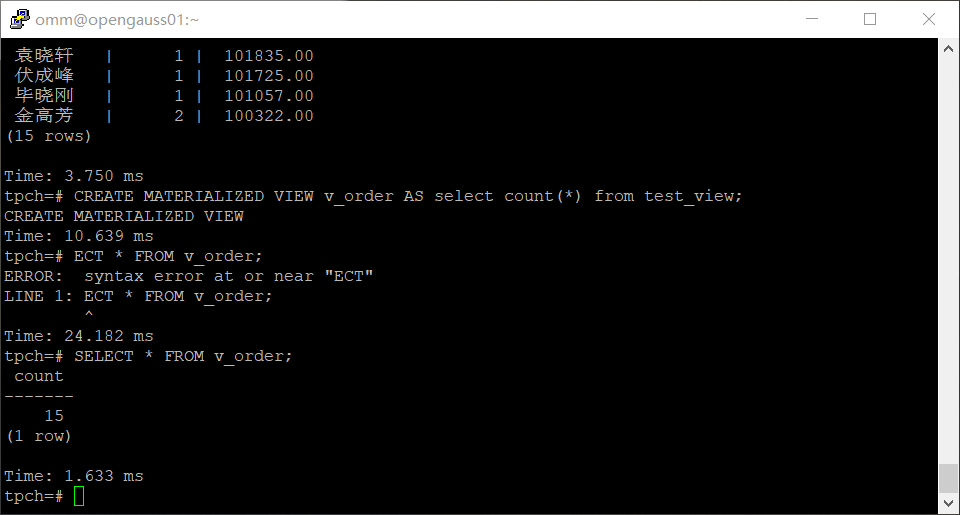 omm@opengauss01:~
袁晓轩   |      1 |  101835.00
伏成峰   |      1 |  101725.00
毕晓刚   |      1 |  101057.00
金高芳   |      2 |  100322.00
(15 rows)
Time: 3.750 ms
tpch=# CREATE MATERIALIZED VIEW v_order AS select count(*) from test_view;
CREATE MATERIALIZED VIEW
Time: 10.639 ms
tpch=# ECT * FROM v_order;
ERROR:  syntax error at or near "ECT"
LINE 1: ECT * FROM v_order;
        ^
Time: 24.182 ms
tpch=# SELECT * FROM v_order;
 count
-------
    15
(1 row)
Time: 1.633 ms
tpch=#